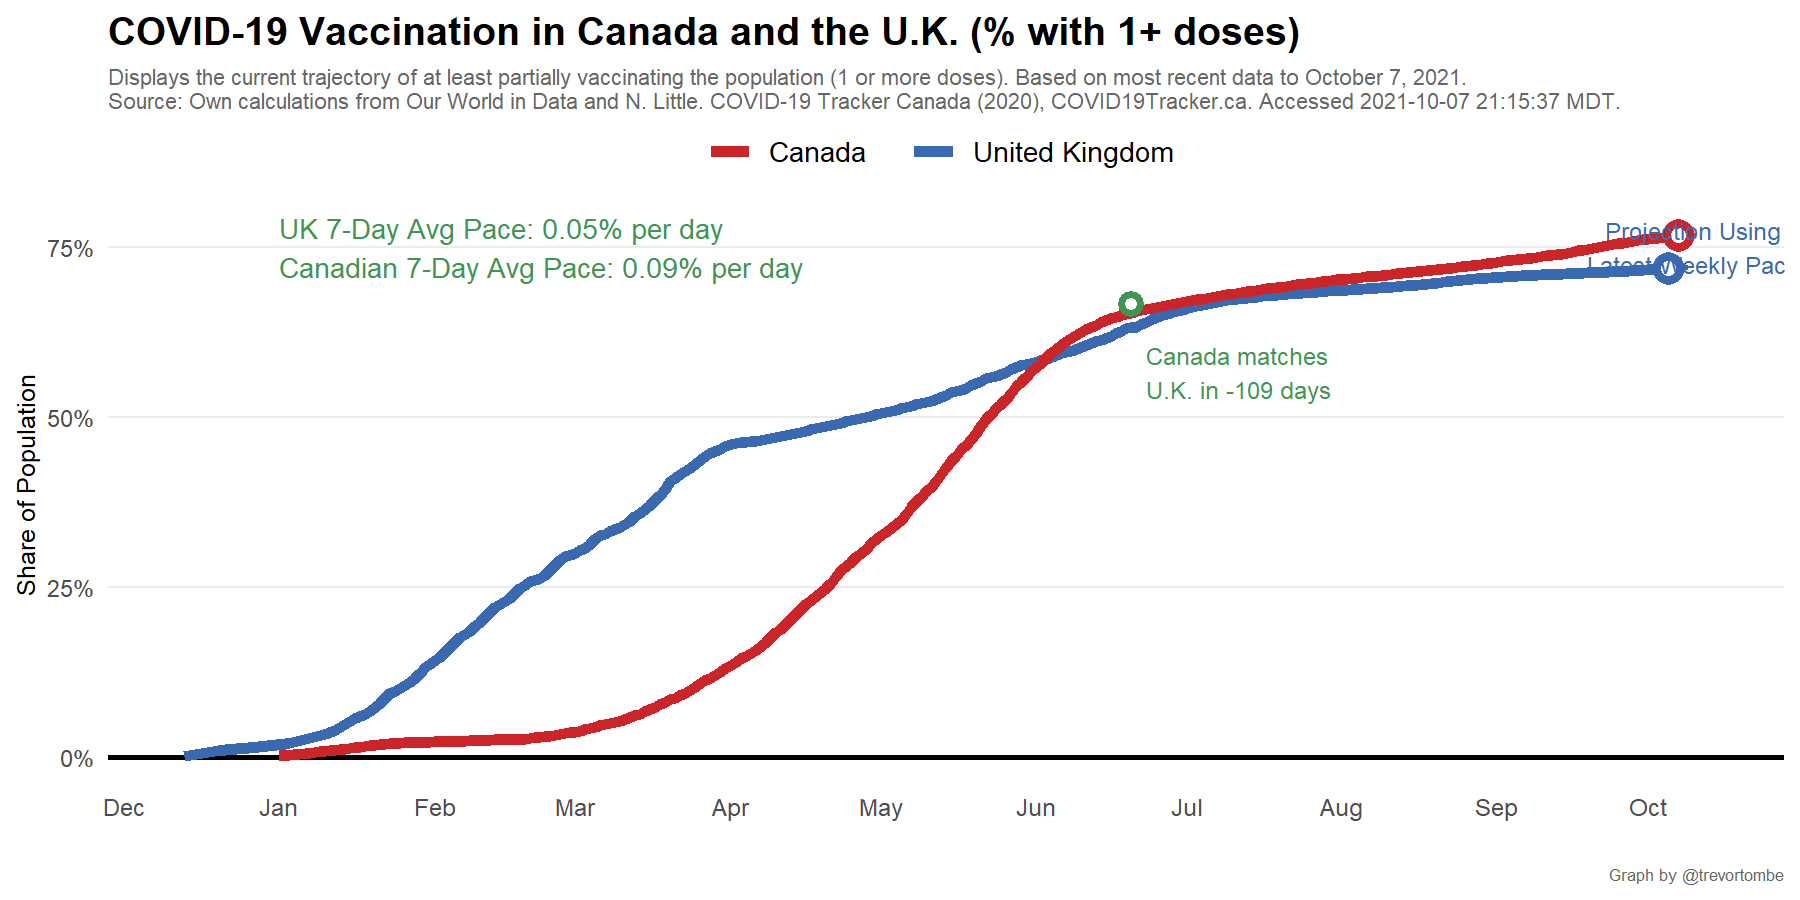 COVID-19 Vaccination in Canada and the U.K. (% with 1+ doses)
Displays the current trajectory of at least partially vaccinating the population (1 or more doses). Based on most recent data to October 7, 2021.
Source: Own calculations from Our World in Data and N. Little. COVID-19 Tracker Canada (2020), COVID19Tracker.ca. Accessed 2021-10-07 21:15:37 MDT.
Canada United Kingdom
UK 7-Day Avg Pace: 0.05% per day
Canadian 7-Day Avg Pace: 0.09% per day
Projection Using
Latest Weekly Pac
Canada matches
U.K. in -109 days
Share of Population
75%
50%
25%
0%
Dec Jan Feb Mar Apr May Jun Jul Aug Sep Oct
Graph by @trevortombe